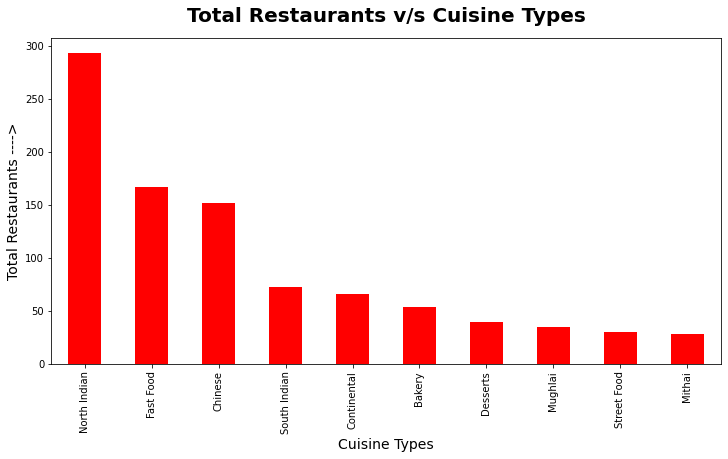 Total Restaurants v/s Cuisine Types
Total Restaurants ---->
300
250
200
150
100
50
0
North Indian
Fast Food
Chinese
South Indian
Continental
Bakery
Desserts
Mughlai
Street Food
Mithai
Cuisine Types